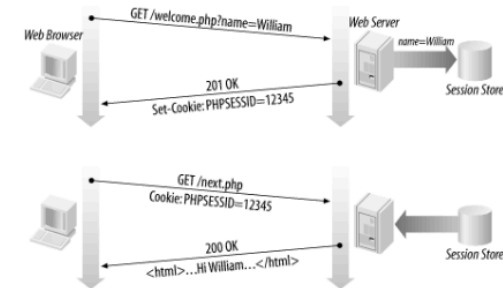 GET /welcome.php?name=William
Web Browser
Web Server
name=William
201 OK
Set-Cookie: PHPSESSID=12345
Session Store
GET /next.php
Cookie: PHPSESSID=12345
200 OK
<html>...Hi William...</html>
Session Store